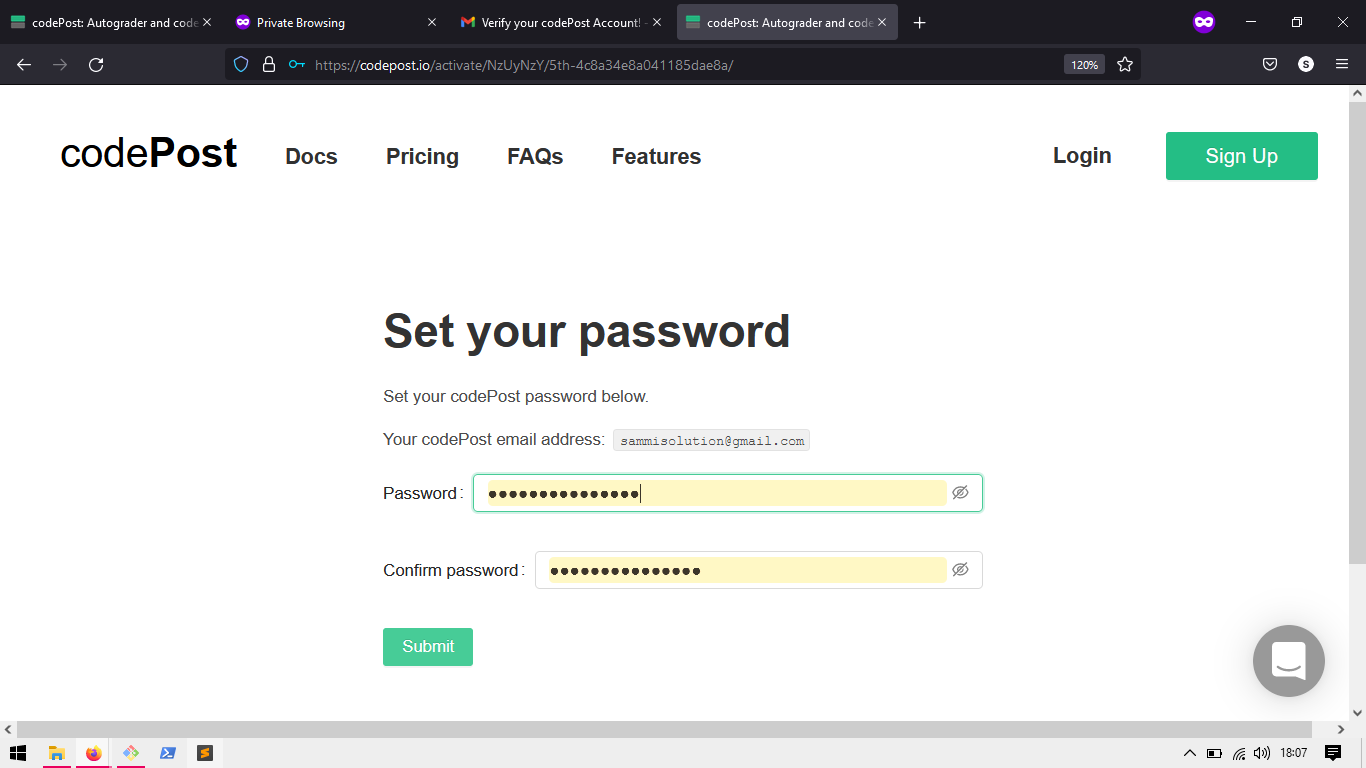 codePost: Autograder and code
Private Browsing
Verify your codePost Account! -
codePost: Autograder and code
https://codepost.io/activate/NzUyNzY/5th-4c8a34e8a041185dae8a/
120%
S
codePost
Docs
Pricing
FAQs
Features
Login
Sign Up
Set your password
Set your codePost password below.
Your codePost email address: sammisolution@gmail.com
Password:
Confirm password:
Submit
18:07